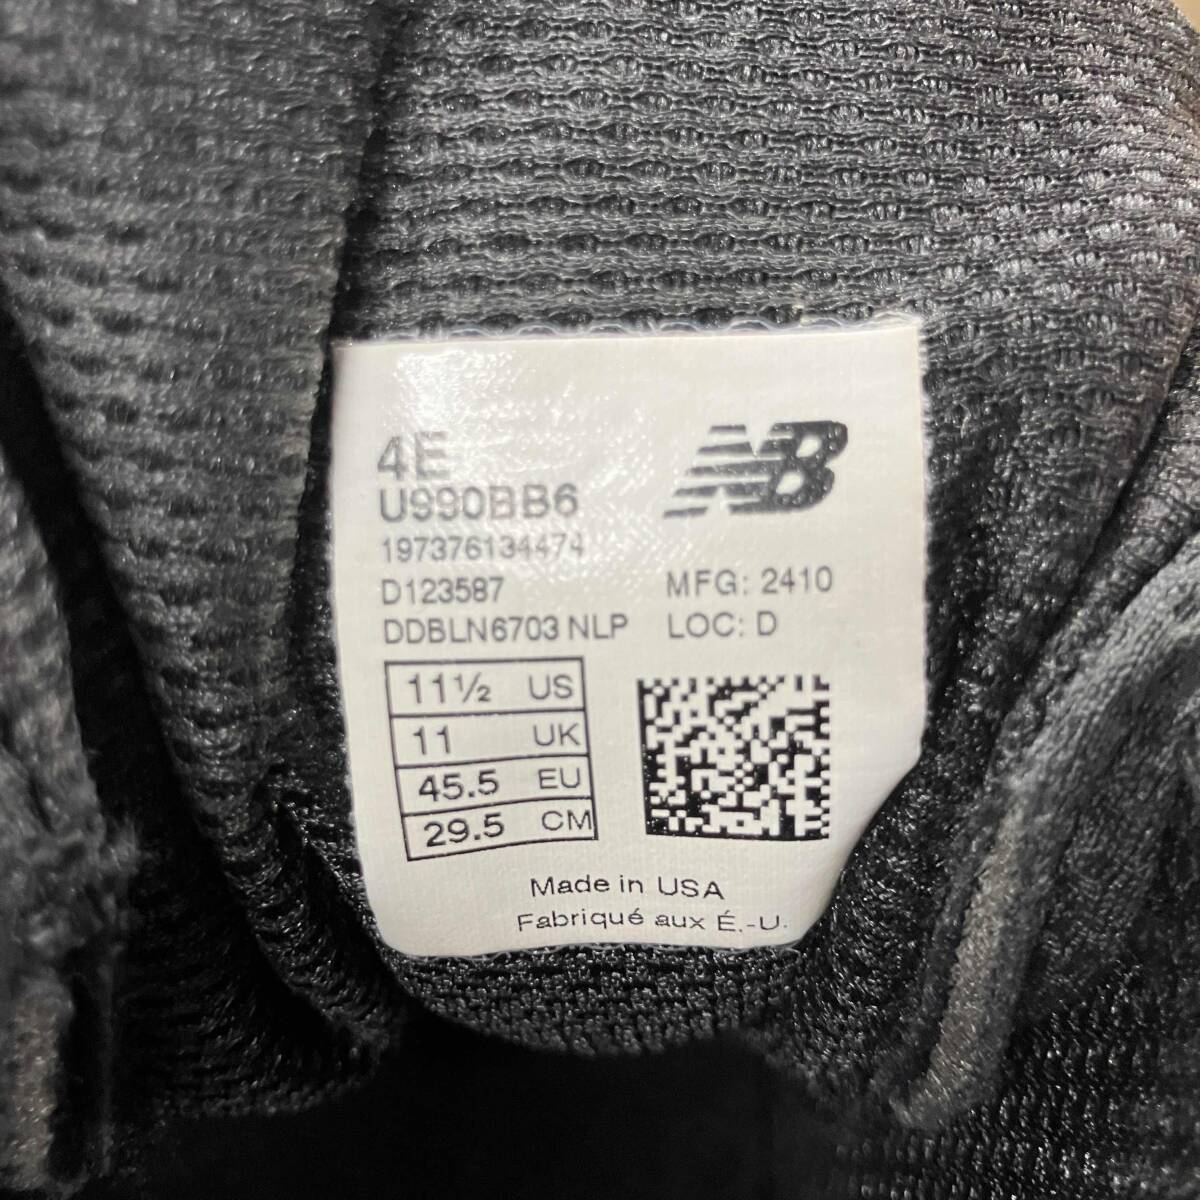 4E
NB
U990BB6
197376134474
D123587 MFG: 2410
DDBLN6703 NLP LOC: D
11½ US
11 UK
45.5 EU
29.5 CM
Made in USA
Fabriqué aux É.-U.